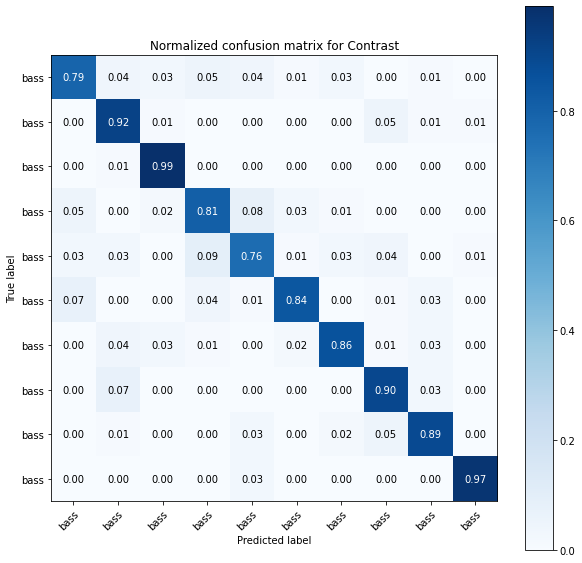 Normalized confusion matrix for Contrast
True label
bass 0.79 0.04 0.03 0.05 0.04 0.01 0.03 0.00 0.01 0.00
bass 0.00 0.92 0.01 0.00 0.00 0.00 0.00 0.05 0.01 0.01
bass 0.00 0.01 0.99 0.00 0.00 0.00 0.00 0.00 0.00 0.00
bass 0.05 0.00 0.02 0.81 0.08 0.03 0.01 0.00 0.00 0.00
bass 0.03 0.03 0.00 0.09 0.76 0.01 0.03 0.04 0.00 0.01
bass 0.07 0.00 0.00 0.04 0.01 0.84 0.00 0.01 0.03 0.00
bass 0.00 0.04 0.03 0.01 0.00 0.02 0.86 0.01 0.03 0.00
bass 0.00 0.07 0.00 0.00 0.00 0.00 0.00 0.90 0.03 0.00
bass 0.00 0.01 0.00 0.00 0.03 0.00 0.02 0.05 0.89 0.00
bass 0.00 0.00 0.00 0.00 0.03 0.00 0.00 0.00 0.00 0.97
bass bass bass bass bass bass bass bass bass bass
Predicted label
0.8
0.6
0.4
0.2
0.0